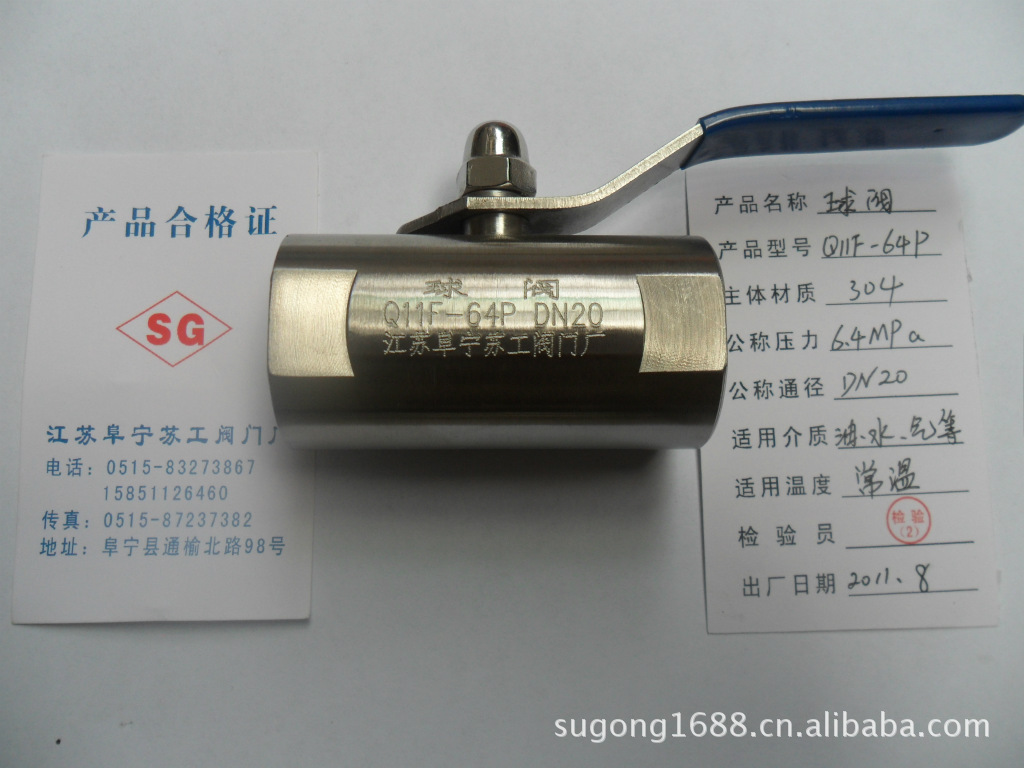 产品合格证
SG
江苏阜宁苏工阀门厂
电话：0515-83273867
15851126460
传真：0515-87237382
地址：阜宁县通榆北路98号
球 阀
Q11F-64P DN20
江苏阜宁苏工阀门厂
产品名称 球阀
产品型号 Q11F-64P
主体材质 304
公称压力 6.4MPa
公称通径 DN20
适用介质 油、水、气等
适用温度 常温
检验员 检验(2)
出厂日期 2011.8
sugong1688.cn.alibaba.com